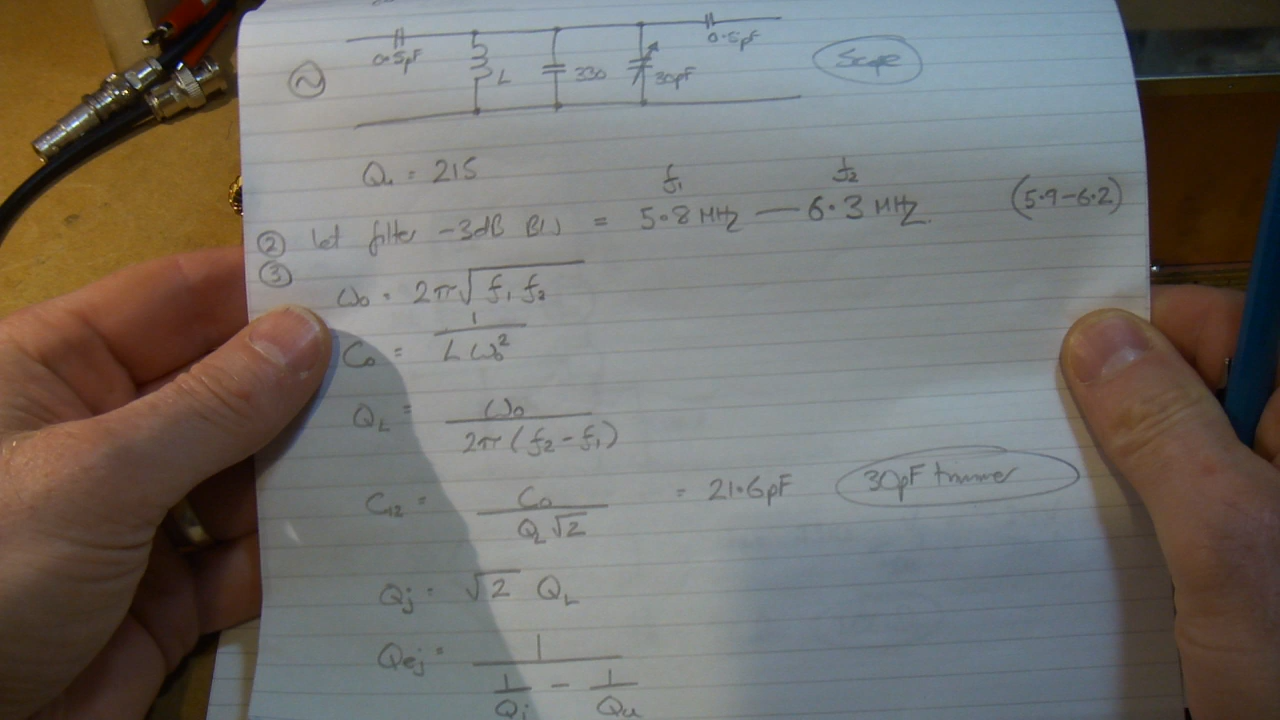 0.5pF L 330 30pF 0.5pF Scope
Qu = 215
f1 f2
② let filter -3dB BW = 5.8 MHz — 6.3 MHz. (5.9-6.2)
③
ω0 = 2π√f1 f2
C0 = 1 / Lω0²
QL = ω0 / 2π(f2-f1)
C12 = C0 / QL√2 = 21.6pF 30pF trimmer
Qj = √2 QL
Qej = 1 / (1/Qj - 1/Qu)